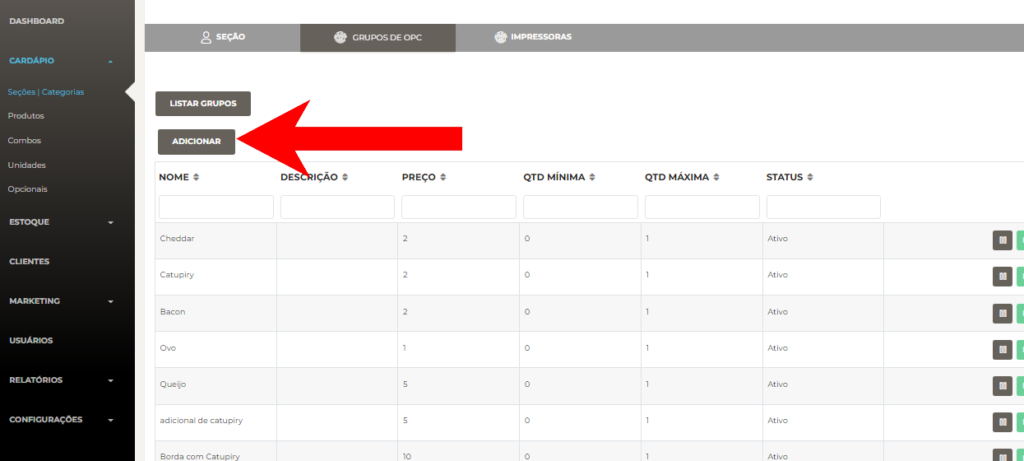 DASHBOARD
CARDÁPIO
Seções | Categorias
Produtos
Combos
Unidades
Opcionais
ESTOQUE
CLIENTES
MARKETING
USUÁRIOS
RELATÓRIOS
CONFIGURAÇÕES
SEÇÃO GRUPOS DE OPC IMPRESSORAS
LISTAR GRUPOS
ADICIONAR
NOME DESCRIÇÃO PREÇO QTD MÍNIMA QTD MÁXIMA STATUS
Cheddar 2 0 1 Ativo
Catupiry 2 0 1 Ativo
Bacon 2 0 1 Ativo
Ovo 1 0 1 Ativo
Queijo 5 0 1 Ativo
adicional de catupiry 5 0 1 Ativo
Borda com Catupiry 10 0 1 Ativo